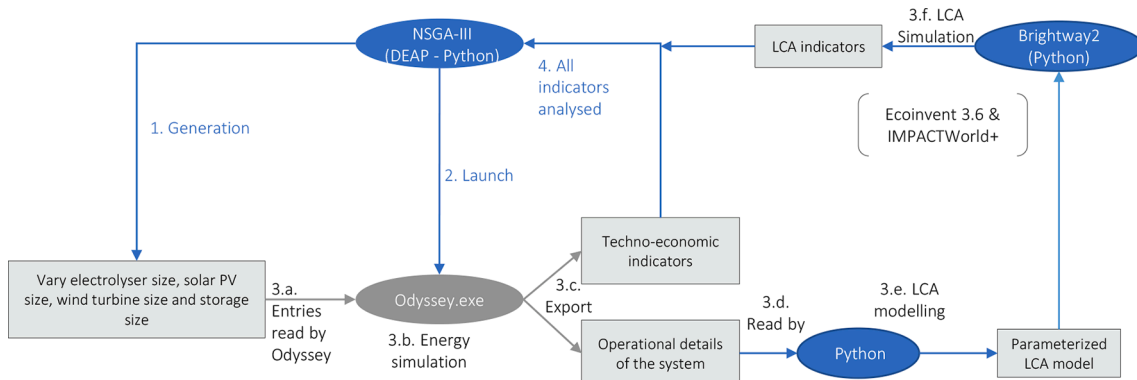 NSGA-III
(DEAP - Python)
1. Generation
2. Launch
4. All
indicators
analysed
LCA indicators
3.f. LCA
Simulation
Brightway2
(Python)
Ecoinvent 3.6 &
IMPACTWorld+
Vary electrolyser size, solar PV
size, wind turbine size and storage
size
3.a.
Entries
read by
Odyssey
Odyssey.exe
3.b. Energy
simulation
3.c.
Export
Techno-economic
indicators
Operational details
of the system
3.d.
Read by
Python
3.e. LCA
modelling
Parameterized
LCA model